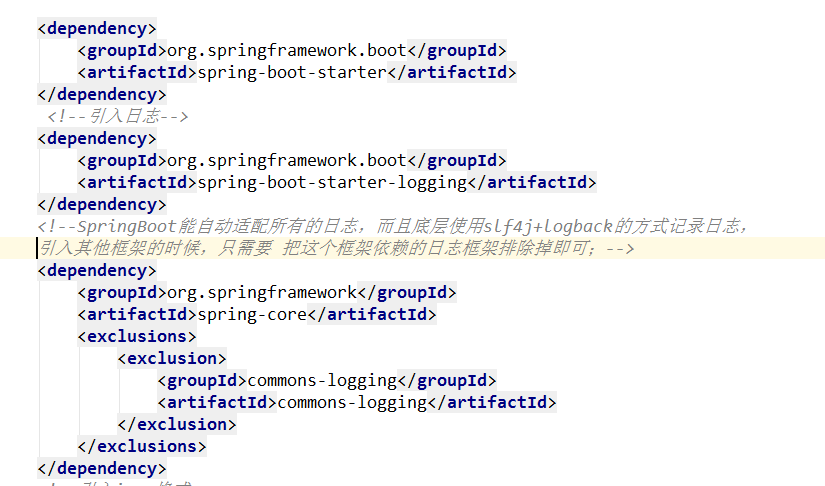 <dependency>
    <groupId>org.springframework.boot</groupId>
    <artifactId>spring-boot-starter</artifactId>
</dependency>
<!--引入日志-->
<dependency>
    <groupId>org.springframework.boot</groupId>
    <artifactId>spring-boot-starter-logging</artifactId>
</dependency>
<!--SpringBoot能自动适配所有的日志，而且底层使用slf4j+logback的方式记录日志，
引入其他框架的时候，只需要 把这个框架依赖的日志框架排除掉即可；-->
<dependency>
    <groupId>org.springframework</groupId>
    <artifactId>spring-core</artifactId>
    <exclusions>
        <exclusion>
            <groupId>commons-logging</groupId>
            <artifactId>commons-logging</artifactId>
        </exclusion>
    </exclusions>
</dependency>